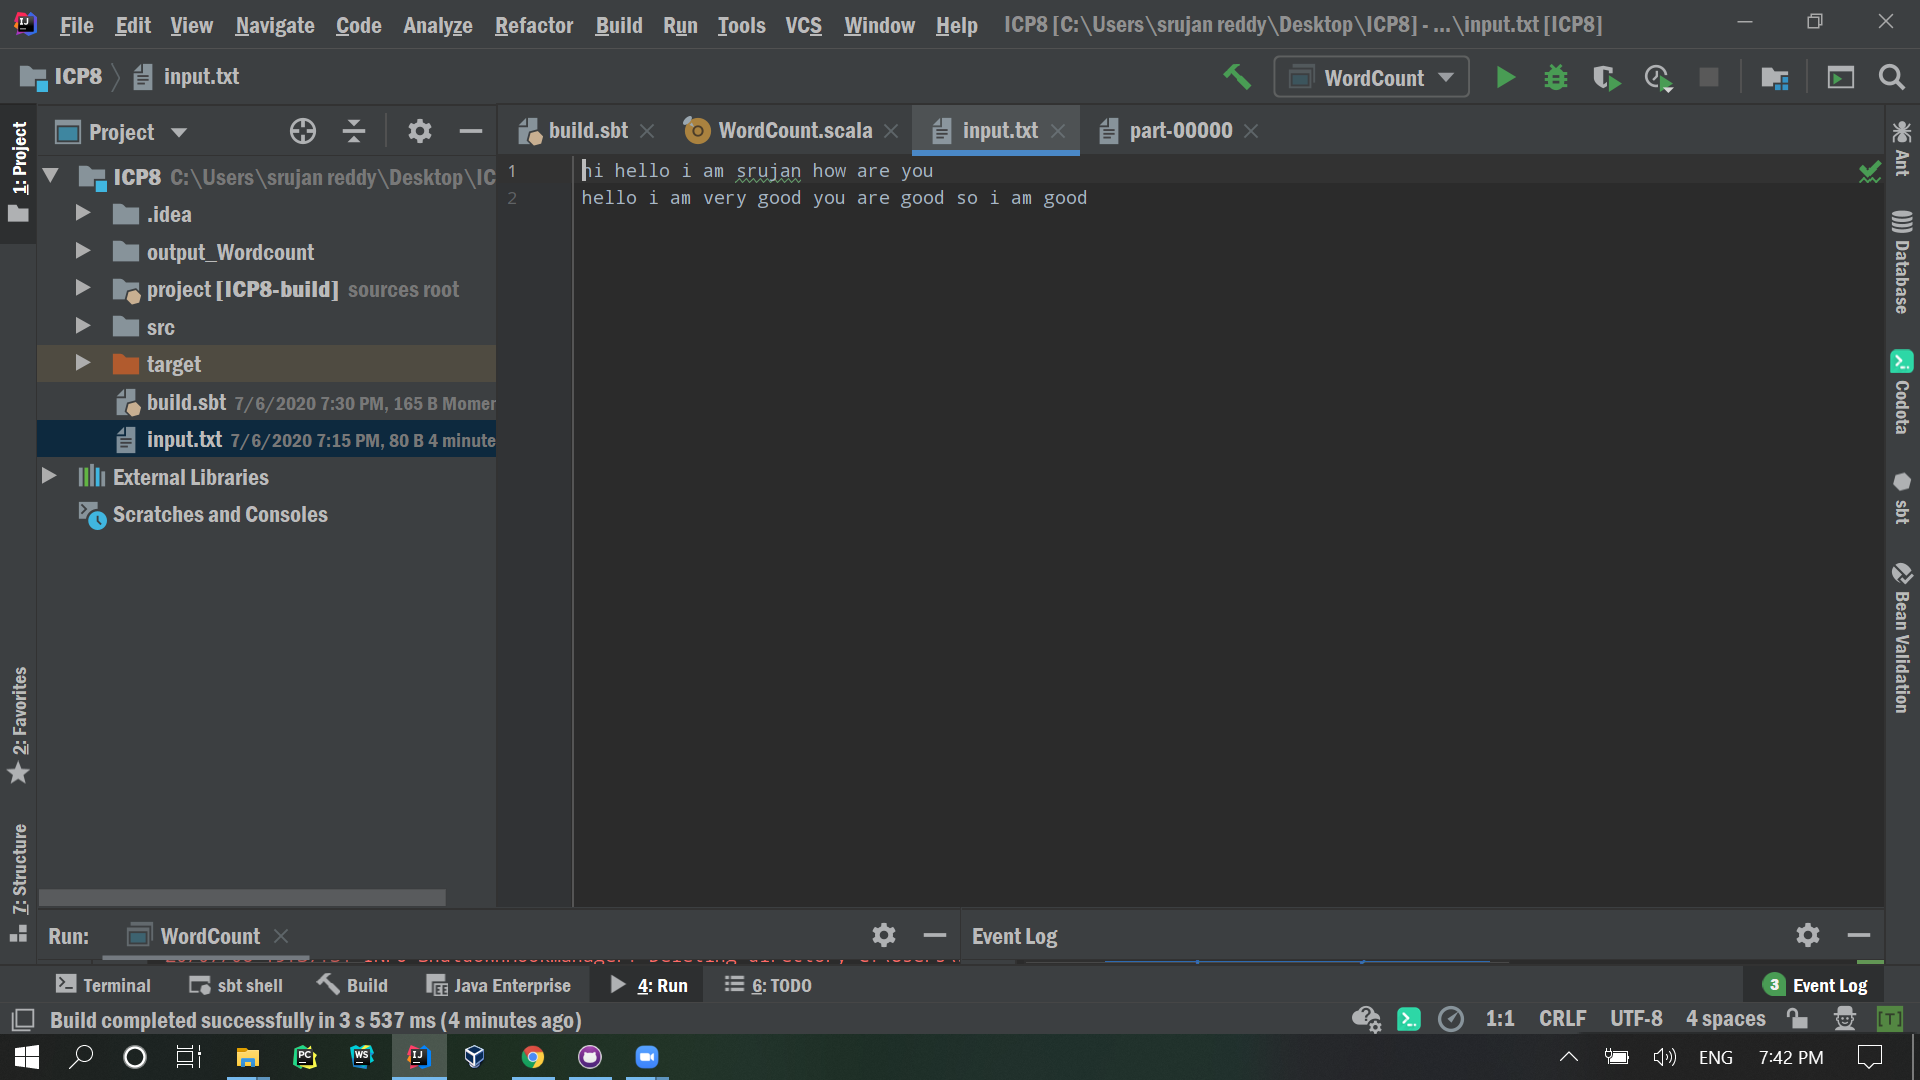 File Edit View Navigate Code Analyze Refactor Build Run Tools VCS Window Help ICP8 [C:\Users\srujan reddy\Desktop\ICP8] - ...\input.txt [ICP8]
ICP8 input.txt WordCount
1: Project
Project
build.sbt WordCount.scala input.txt part-00000
ICP8 C:\Users\srujan reddy\Desktop\IC
.idea
output_Wordcount
project [ICP8-build] sources root
src
target
build.sbt 7/6/2020 7:30 PM, 165 B Momen
input.txt 7/6/2020 7:15 PM, 80 B 4 minute
External Libraries
Scratches and Consoles
1 hi hello i am srujan how are you
2 hello i am very good you are good so i am good
Ant
Database
Codota
sbt
Bean Validation
2: Favorites
7: Structure
Run: WordCount
Event Log
Terminal sbt shell Build Java Enterprise 4: Run 6: TODO 3 Event Log
Build completed successfully in 3 s 537 ms (4 minutes ago) 1:1 CRLF UTF-8 4 spaces [T]
PC WS IJ ENG 7:42 PM